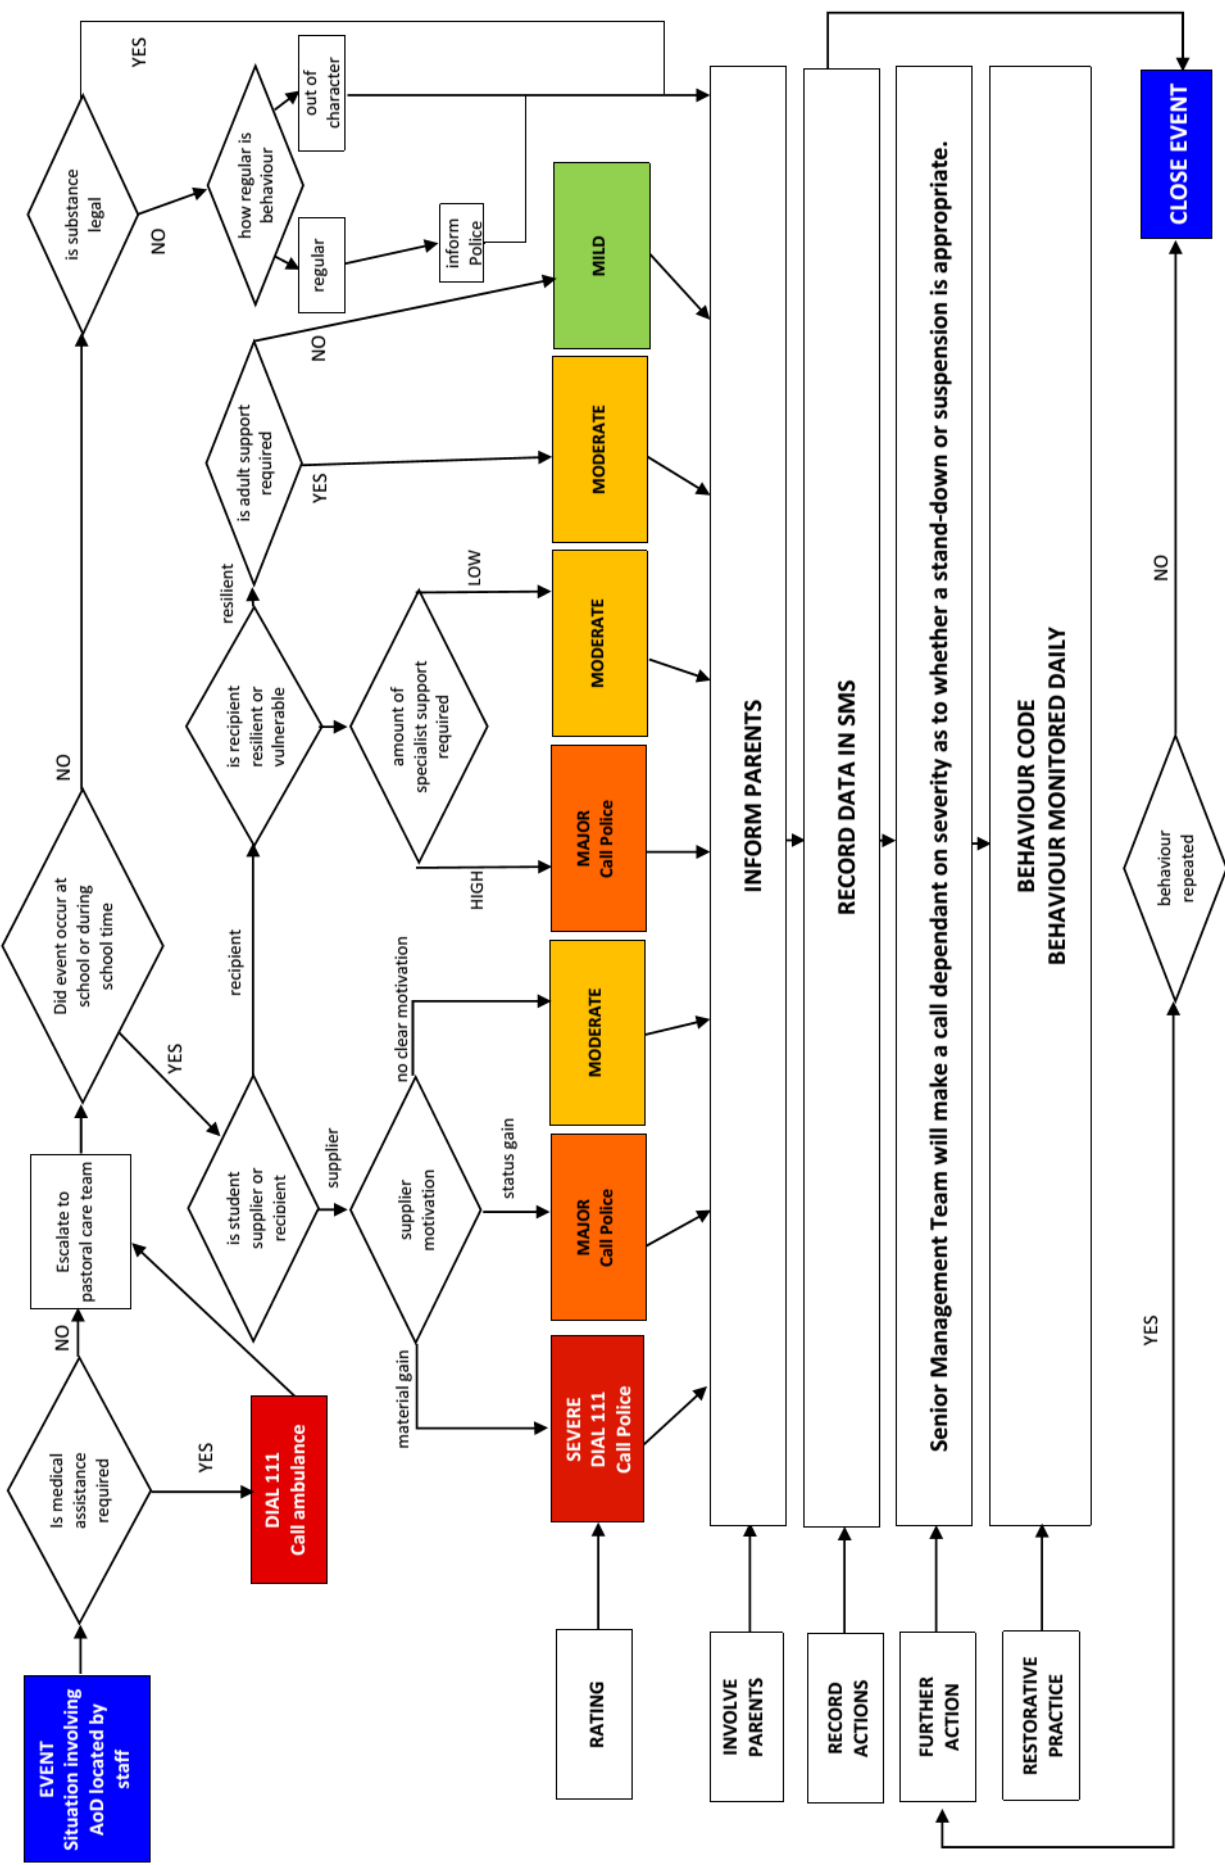 EVENT
Situation involving
AoD located by
staff
Is medical
assistance
required
NO
YES
DIAL 111
Call ambulance
Escalate to
pastoral care team
Did event occur at
school or during
school time
NO
YES
is substance
legal
YES
NO
how regular is
behaviour
out of
character
regular
inform
Police
is student
supplier or
recipient
recipient
supplier
is recipient
resilient or
vulnerable
resilient
is adult support
required
NO
YES
supplier
motivation
material gain
status gain
no clear motivation
amount of
specialist support
required
HIGH
LOW
RATING
SEVERE
DIAL 111
Call Police
MAJOR
Call Police
MODERATE
MAJOR
Call Police
MODERATE
MODERATE
MILD
INVOLVE
PARENTS
INFORM PARENTS
RECORD
ACTIONS
RECORD DATA IN SMS
FURTHER
ACTION
Senior Management Team will make a call dependant on severity as to whether a stand-down or suspension is appropriate.
RESTORATIVE
PRACTICE
BEHAVIOUR CODE
BEHAVIOUR MONITORED DAILY
YES
behaviour
repeated
NO
CLOSE EVENT